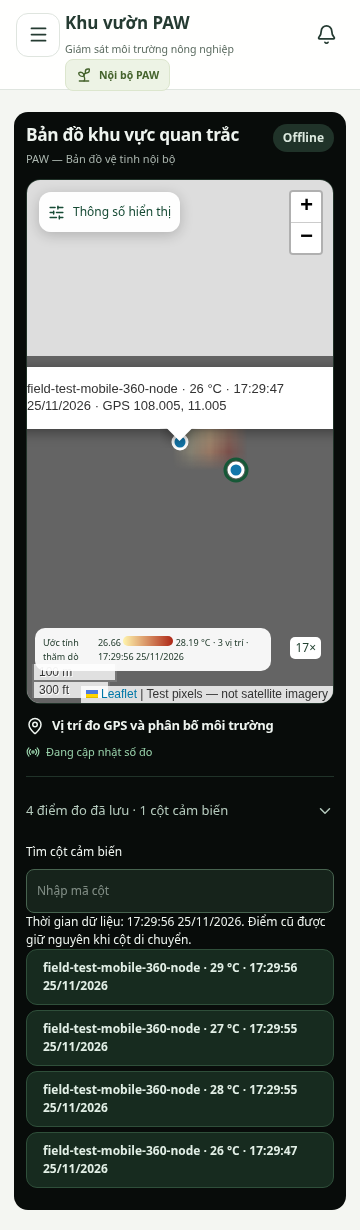 Khu vườn PAW
Giám sát môi trường nông nghiệp
Nội bộ PAW
Bản đồ khu vực quan trắc
Offline
PAW — Bản đồ vệ tinh nội bộ
Thông số hiển thị
+
−
field-test-mobile-360-node · 26 °C · 17:29:47
25/11/2026 · GPS 108.005, 11.005
Ước tính thăm dò
26.66 28.19 °C · 3 vị trí ·
17:29:56 25/11/2026
17×
100 m
300 ft
Leaflet | Test pixels — not satellite imagery
Vị trí đo GPS và phân bố môi trường
Đang cập nhật số đo
4 điểm đo đã lưu · 1 cột cảm biến
Tìm cột cảm biến
Nhập mã cột
Thời gian dữ liệu: 17:29:56 25/11/2026. Điểm cũ được
giữ nguyên khi cột di chuyển.
field-test-mobile-360-node · 29 °C · 17:29:56
25/11/2026
field-test-mobile-360-node · 27 °C · 17:29:55
25/11/2026
field-test-mobile-360-node · 28 °C · 17:29:55
25/11/2026
field-test-mobile-360-node · 26 °C · 17:29:47
25/11/2026